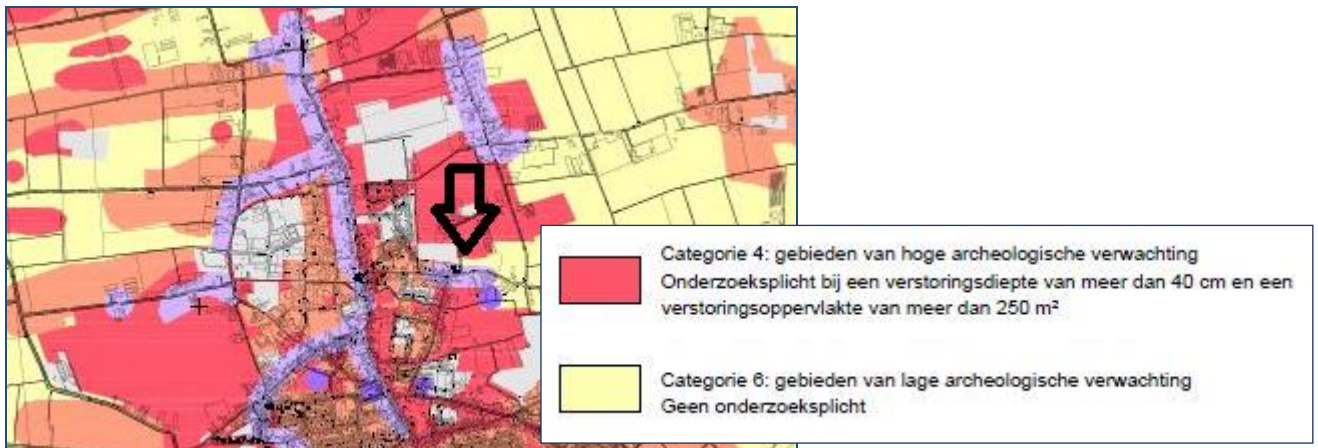 Categorie 4: gebieden van hoge archeologische verwachting
Onderzoeksplicht bij een verstoringsdiepte van meer dan 40 cm en een
verstoringsoppervlakte van meer dan 250 m²
Categorie 6: gebieden van lage archeologische verwachting
Geen onderzoeksplicht